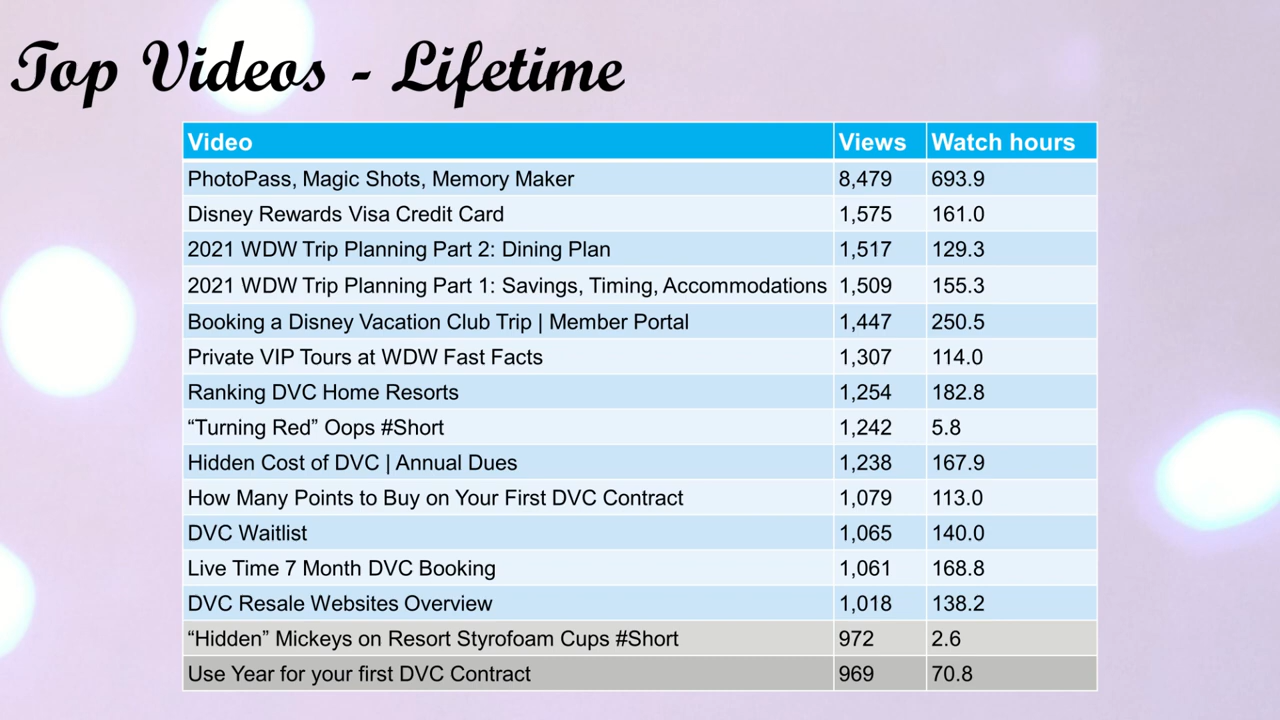 Top Videos - Lifetime
Video Views Watch hours
PhotoPass, Magic Shots, Memory Maker 8,479 693.9
Disney Rewards Visa Credit Card 1,575 161.0
2021 WDW Trip Planning Part 2: Dining Plan 1,517 129.3
2021 WDW Trip Planning Part 1: Savings, Timing, Accommodations 1,509 155.3
Booking a Disney Vacation Club Trip | Member Portal 1,447 250.5
Private VIP Tours at WDW Fast Facts 1,307 114.0
Ranking DVC Home Resorts 1,254 182.8
“Turning Red” Oops #Short 1,242 5.8
Hidden Cost of DVC | Annual Dues 1,238 167.9
How Many Points to Buy on Your First DVC Contract 1,079 113.0
DVC Waitlist 1,065 140.0
Live Time 7 Month DVC Booking 1,061 168.8
DVC Resale Websites Overview 1,018 138.2
“Hidden” Mickeys on Resort Styrofoam Cups #Short 972 2.6
Use Year for your first DVC Contract 969 70.8